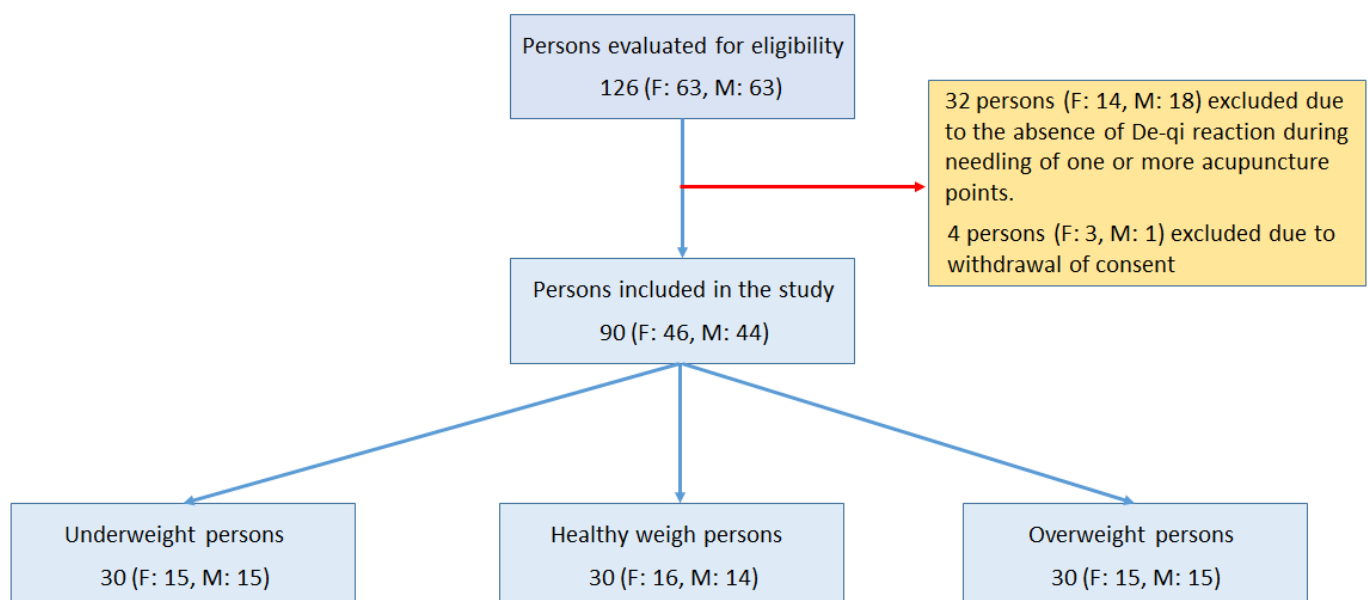 Persons evaluated for eligibility
126 (F: 63, M: 63)
32 persons (F: 14, M: 18) excluded due
to the absence of De-qi reaction during
needling of one or more acupuncture
points.
4 persons (F: 3, M: 1) excluded due to
withdrawal of consent
Persons included in the study
90 (F: 46, M: 44)
Underweight persons
30 (F: 15, M: 15)
Healthy weigh persons
30 (F: 16, M: 14)
Overweight persons
30 (F: 15, M: 15)